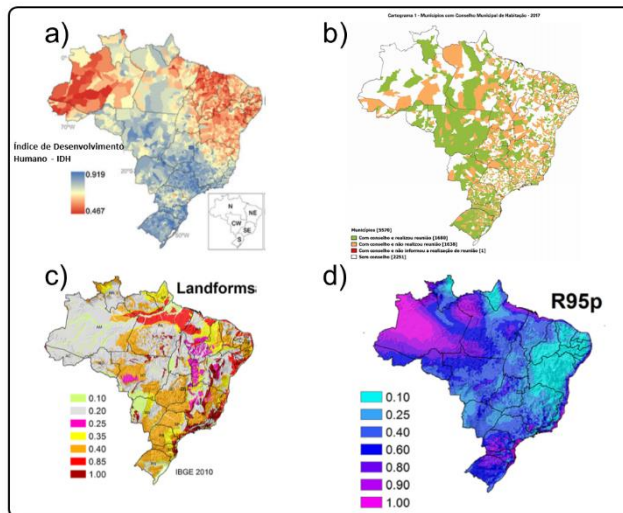 a)
Índice de Desenvolvimento
Humano - IDH
0.919
0.467
N
NE
CW
SE
S
b)
Cartograma 1 - Municípios com Conselho Municipal de Habitação - 2017
Municípios [5570]
Com conselho e realizou reunião [1689]
Com conselho e não realizou reunião [1638]
Com conselho e não informou a realização de reunião [1]
Sem conselho [2251]
c)
Landforms
0.10
0.20
0.25
0.35
0.40
0.85
1.00
IBGE 2010
d)
R95p
0.10
0.25
0.40
0.60
0.80
0.90
1.00